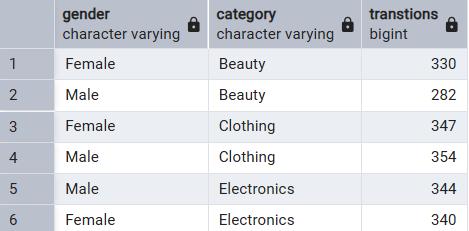 gender category transtions
character varying character varying bigint
1 Female Beauty 330
2 Male Beauty 282
3 Female Clothing 347
4 Male Clothing 354
5 Male Electronics 344
6 Female Electronics 340